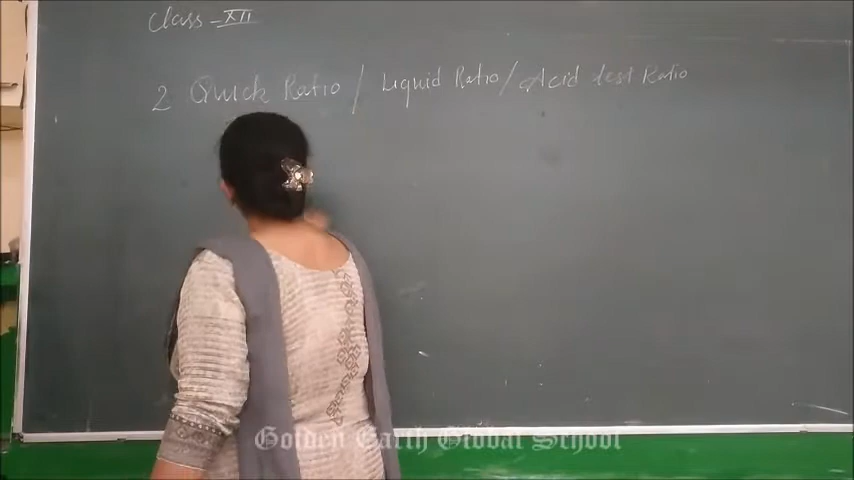 Class - XII
2 Quick Ratio / Liquid Ratio / Acid test Ratio
Golden Earth Global School